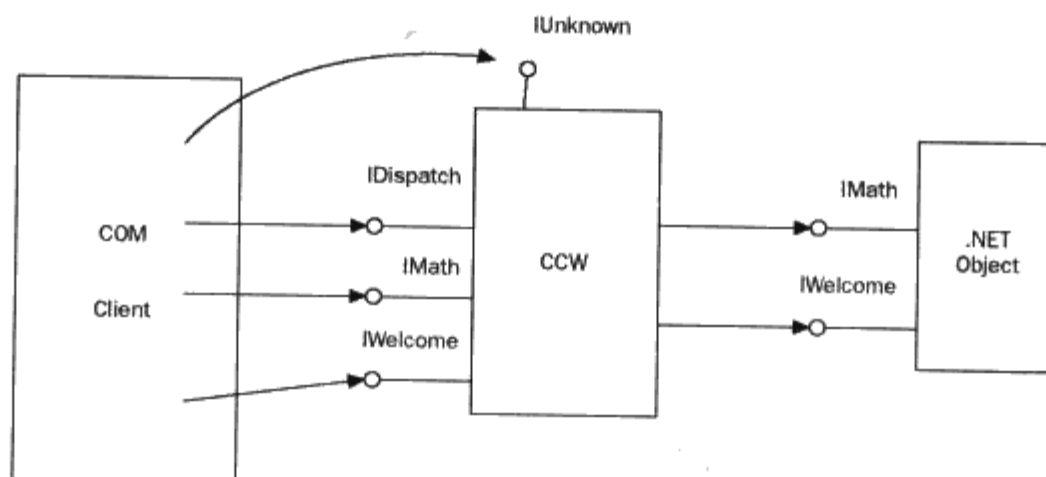 IUnknown
IDispatch
IMath
IWelcome
COM
Client
CCW
IMath
IWelcome
.NET
Object